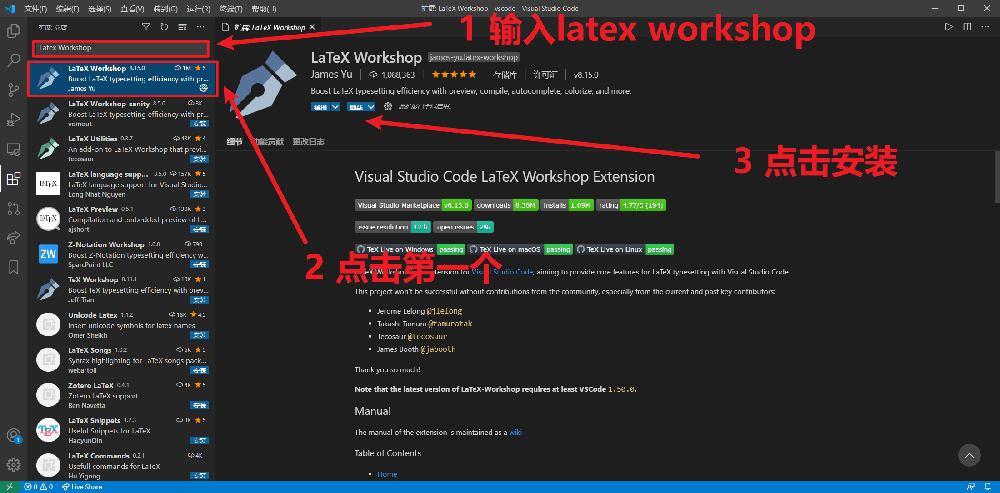 文件(F) 编辑(E) 选择(S) 查看(V) 转到(G) 运行(R) 终端(T) 帮助(H)
扩展: LaTeX Workshop - vscode - Visual Studio Code
扩展: 商店
Latex Workshop
LaTeX Workshop 8.15.0 1M ★5
Boost LaTeX typesetting efficiency with pr...
James Yu
LaTeX Workshop_sanity 8.5.0 3K
Boost LaTeX typesetting efficiency with pr...
vomout 安装
LaTeX Utilities 0.3.7 43K ★4
An add-on to LaTeX Workshop that provi...
tecosaur 安装
LATEX
LaTeX language supp... 3.5.0 157K ★5
LaTeX language support for Visual Studio...
Long Nhat Nguyen 安装
LATEX
LaTeX Preview 0.5.1 130K ★3
Compilation and embedded preview of L...
ajshort 安装
ZW
Z-Notation Workshop 1.0.0 790
Boost Z-Notation typesetting efficiency w...
SparcPoint LLC 安装
TeX Workshop 8.11.1 10K ★1
Boost TeX typesetting efficiency with prev...
Jeff-Tian 安装
Unicode Latex 1.1.2 18K ★4.5
Insert unicode symbols for latex names
Omer Sheikh 安装
LaTeX Songs 1.0.2 6K ★5
Syntax highlighting for LaTeX songs pack...
webartoli 安装
Zotero LaTeX 0.4.1 4K ★5
Zotero LaTeX support
Ben Navetta 安装
TEX
LaTeX Snippets 1.2.3 8K ★5
Useful Snippets for LaTeX
HaoyunQin 安装
LaTeX Commands 0.2.1 4K
Usefull commands for LaTeX
Hu Yigong 安装
1
扩展: LaTeX Workshop
1 输入latex workshop
LaTeX Workshop james-yu.latex-workshop
James Yu 1,088,363 ★★★★★ 存储库 许可证 v8.15.0
Boost LaTeX typesetting efficiency with preview, compile, autocomplete, colorize, and more.
禁用 卸载 此扩展已全局启用。
细节 功能贡献 更改日志
3 点击安装
Visual Studio Code LaTeX Workshop Extension
Visual Studio Marketplace v8.15.0 downloads 8.38M installs 1.09M rating 4.77/5 (194)
issue resolution 12 h open issues 2%
TeX Live on Windows passing TeX Live on macOS passing TeX Live on Linux passing
2 点击第一个
LaTeX Workshop is an extension for Visual Studio Code, aiming to provide core features for LaTeX typesetting with Visual Studio Code.
This project won't be successful without contributions from the community, especially from the current and past key contributors:
• Jerome Lelong @jlelong
• Takashi Tamura @tamuratak
• Tecosaur @tecosaur
• James Booth @jabooth
Thank you so much!
Note that the latest version of LaTeX-Workshop requires at least VSCode 1.50.0.
Manual
The manual of the extension is maintained as a wiki
Table of Contents
• Home
0 0 Live Share